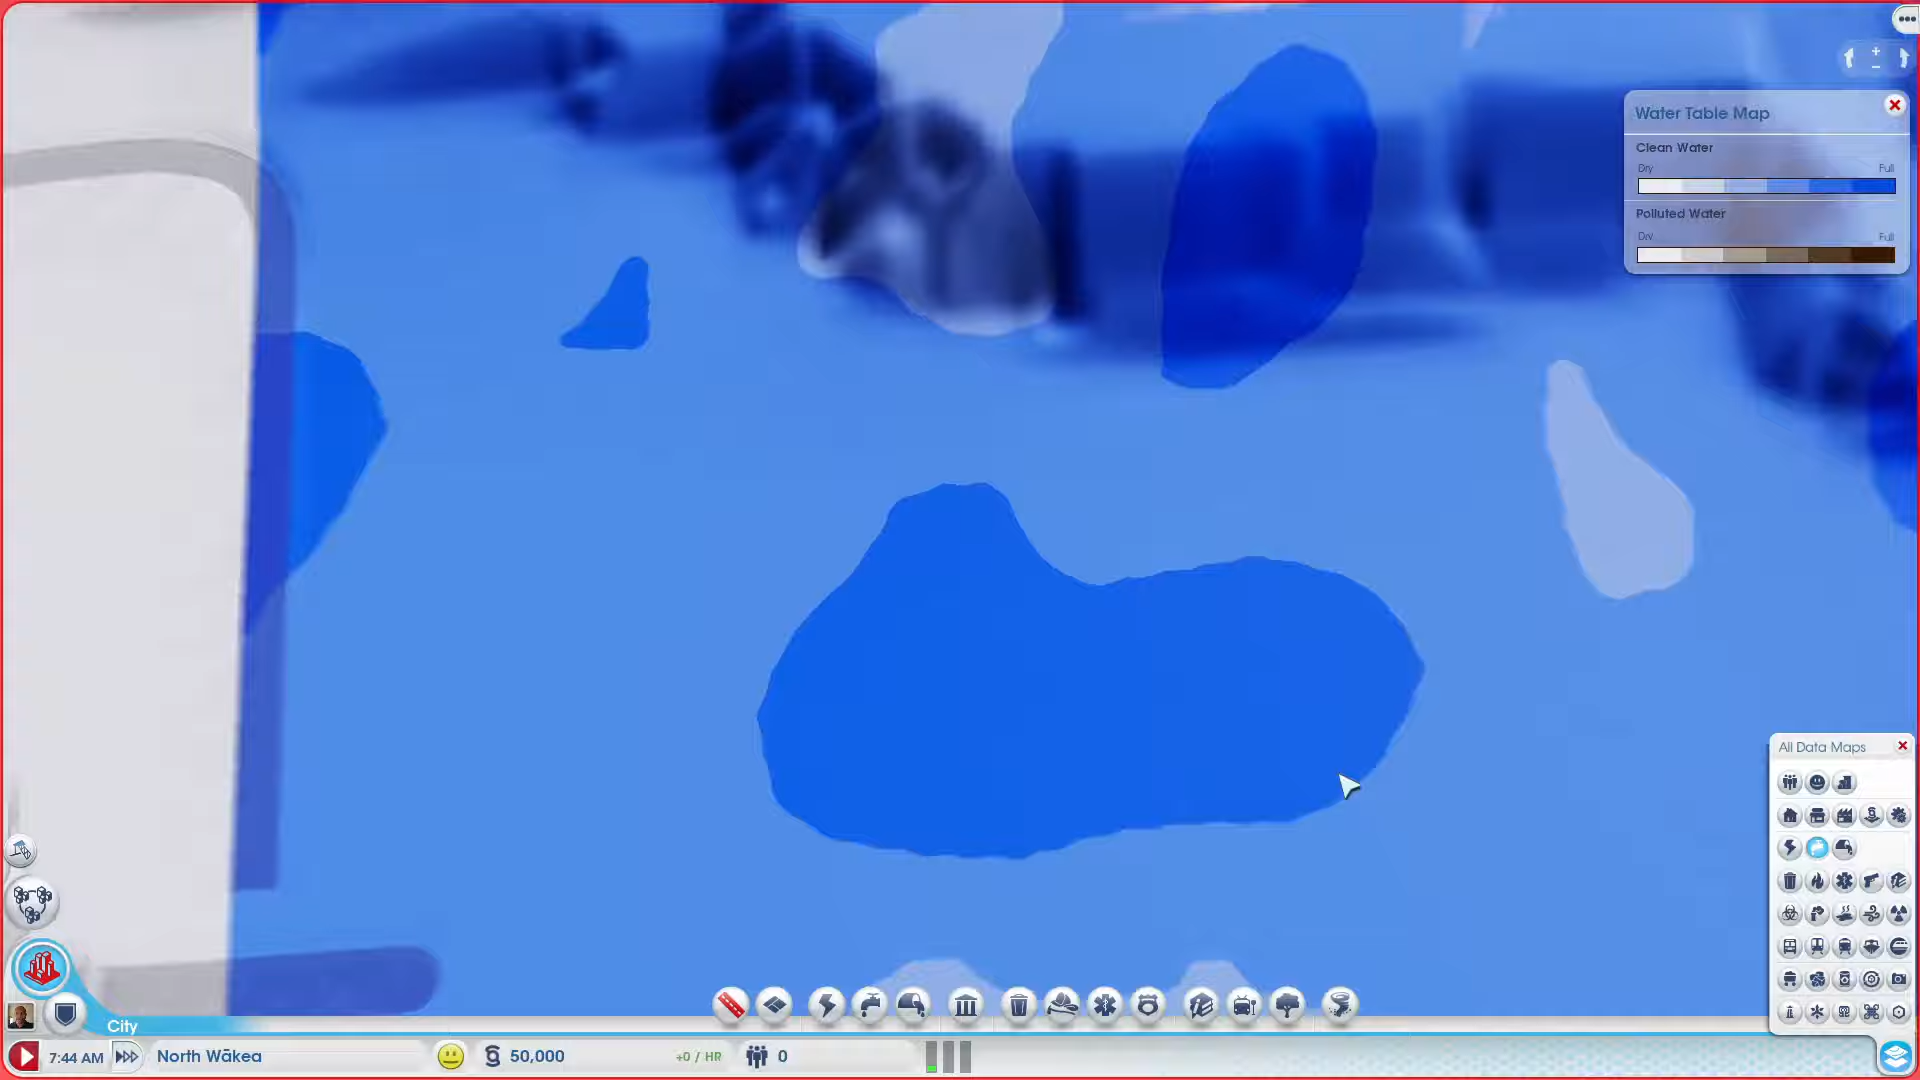 Water Table Map
Clean Water
Dry Full
Polluted Water
Dry Full
All Data Maps
City
7:44 AM North Wākea 50,000 +0 / HR 0